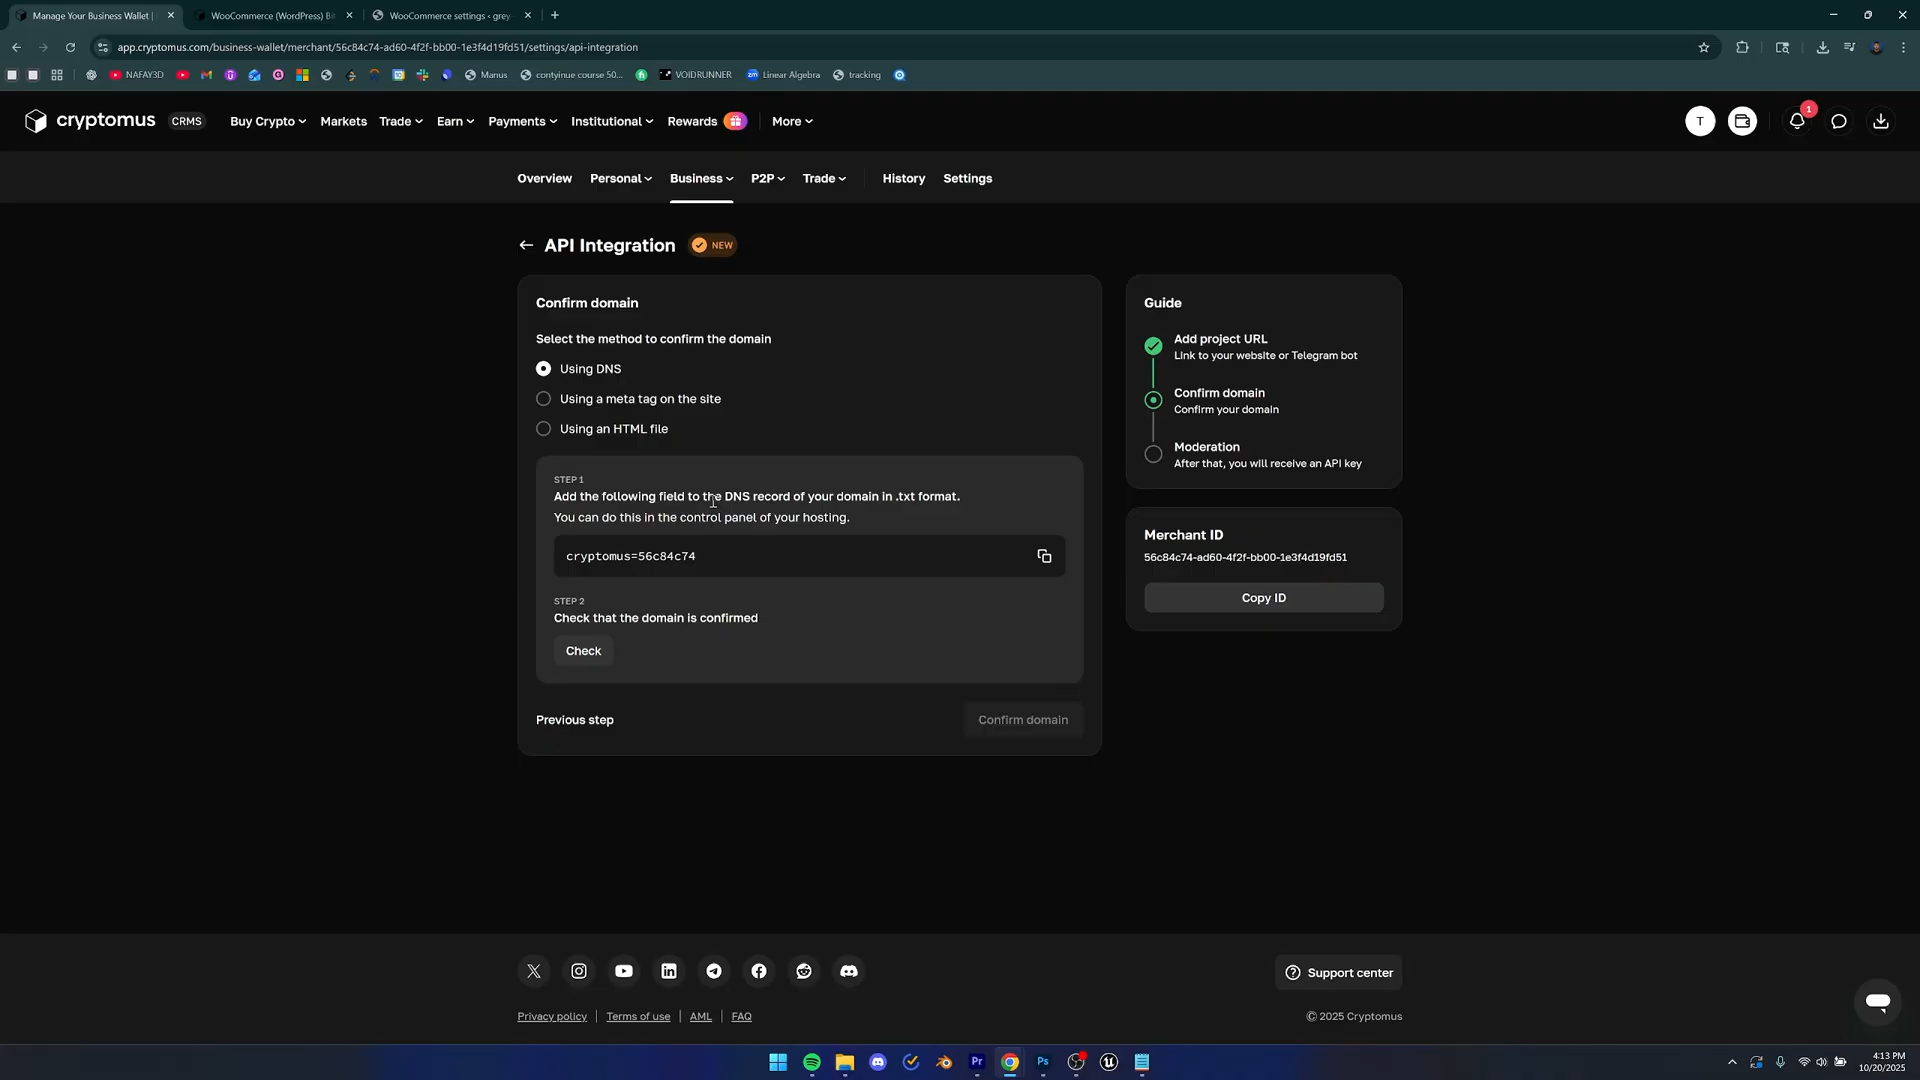 Manage Your Business Wallet |
WooCommerce (WordPress) Bi
WooCommerce settings ‹ grey
app.cryptomus.com/business-wallet/merchant/56c84c74-ad60-4f2f-bb00-1e3f4d19fd51/settings/api-integration
NAFAY3D
Manus
contyinue course 50...
VOIDRUNNER
Linear Algebra
tracking
cryptomus
CRMS
Buy Crypto
Markets
Trade
Earn
Payments
Institutional
Rewards
More
T
1
Overview
Personal
Business
P2P
Trade
History
Settings
API Integration
NEW
Confirm domain
Select the method to confirm the domain
Using DNS
Using a meta tag on the site
Using an HTML file
STEP 1
Add the following field to the DNS record of your domain in .txt format.
You can do this in the control panel of your hosting.
cryptomus=56c84c74
STEP 2
Check that the domain is confirmed
Check
Previous step
Confirm domain
Guide
Add project URL
Link to your website or Telegram bot
Confirm domain
Confirm your domain
Moderation
After that, you will receive an API key
Merchant ID
56c84c74-ad60-4f2f-bb00-1e3f4d19fd51
Copy ID
Support center
Privacy policy
Terms of use
AML
FAQ
© 2025 Cryptomus
Pr
Ps
4:13 PM
10/20/2025